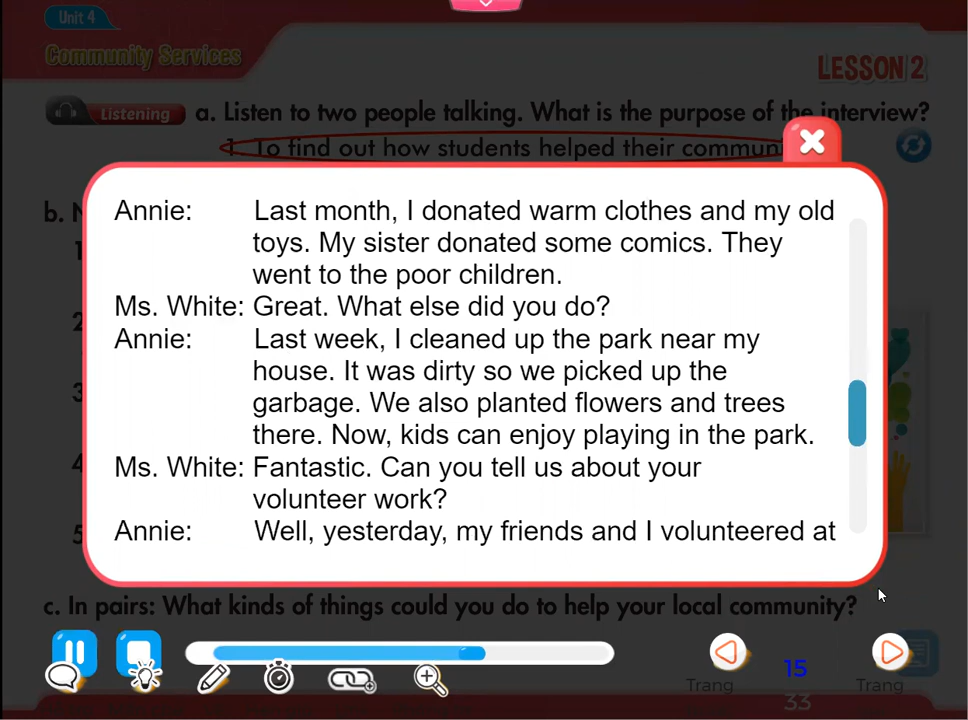 Unit 4
Community Services
LESSON 2
Listening
a. Listen to two people talking. What is the purpose of the interview?
1. To find out how students helped their
b.
Annie: Last month, I donated warm clothes and my old
toys. My sister donated some comics. They
went to the poor children.
Ms. White: Great. What else did you do?
Annie: Last week, I cleaned up the park near my
house. It was dirty so we picked up the
garbage. We also planted flowers and trees
there. Now, kids can enjoy playing in the park.
Ms. White: Fantastic. Can you tell us about your
volunteer work?
Annie: Well, yesterday, my friends and I volunteered at
c. In pairs: What kinds of things could you do to help your local community?
Trang
15
33
Trang